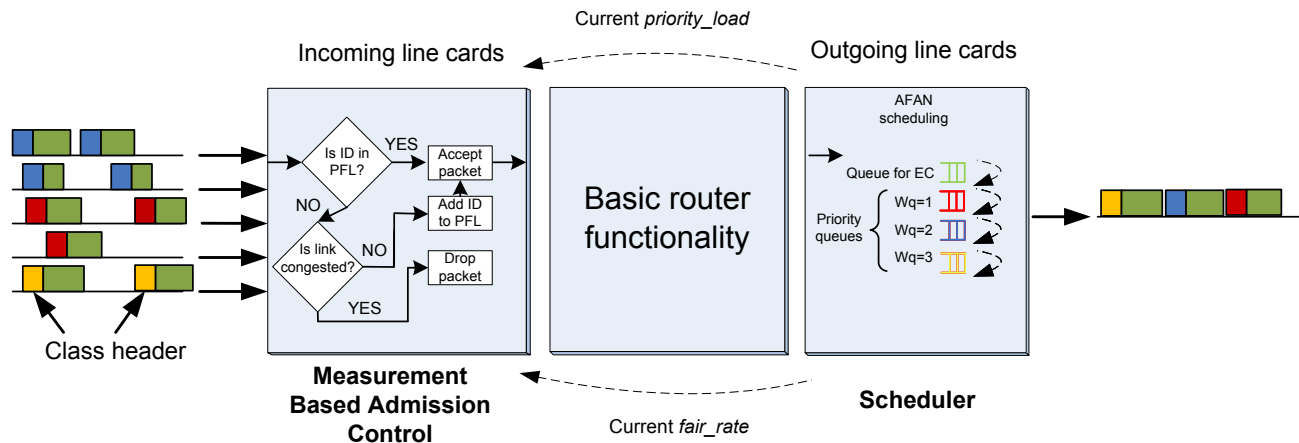 Current priority_load
Incoming line cards
Outgoing line cards
Is ID in
PFL?
YES
Accept
packet
NO
Add ID
to PFL
Is link
congested?
NO
Drop
packet
YES
Class header
Basic router
functionality
AFAN
scheduling
Queue for EC
Wq=1
Priority
queues
Wq=2
Wq=3
Measurement
Based Admission
Control
Scheduler
Current fair_rate